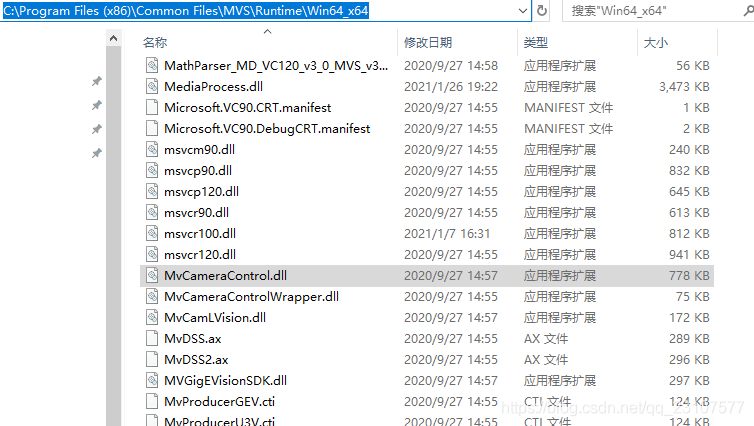 C:\Program Files (x86)\Common Files\MVS\Runtime\Win64_x64
搜索"Win64_x64"
名称 修改日期 类型 大小
MathParser_MD_VC120_v3_0_MVS_v3... 2020/9/27 14:58 应用程序扩展 56 KB
MediaProcess.dll 2021/1/26 19:22 应用程序扩展 3,473 KB
Microsoft.VC90.CRT.manifest 2020/9/27 14:55 MANIFEST 文件 1 KB
Microsoft.VC90.DebugCRT.manifest 2020/9/27 14:55 MANIFEST 文件 2 KB
msvcm90.dll 2020/9/27 14:55 应用程序扩展 240 KB
msvcp90.dll 2020/9/27 14:55 应用程序扩展 832 KB
msvcp120.dll 2020/9/27 14:55 应用程序扩展 645 KB
msvcr90.dll 2020/9/27 14:55 应用程序扩展 613 KB
msvcr100.dll 2021/1/7 16:31 应用程序扩展 812 KB
msvcr120.dll 2020/9/27 14:55 应用程序扩展 941 KB
MvCameraControl.dll 2020/9/27 14:57 应用程序扩展 778 KB
MvCameraControlWrapper.dll 2020/9/27 14:55 应用程序扩展 75 KB
MvCamLVision.dll 2020/9/27 14:57 应用程序扩展 172 KB
MvDSS.ax 2020/9/27 14:55 AX 文件 289 KB
MvDSS2.ax 2020/9/27 14:55 AX 文件 296 KB
MVGigEVisionSDK.dll 2020/9/27 14:57 应用程序扩展 297 KB
MvProducerGEV.cti 2020/9/27 14:55 CTI 文件 124 KB
MvProducerU3V.cti 2020/9/27 14:55 CTI 文件 108 KB
https://blog.csdn.net/qq_23107577